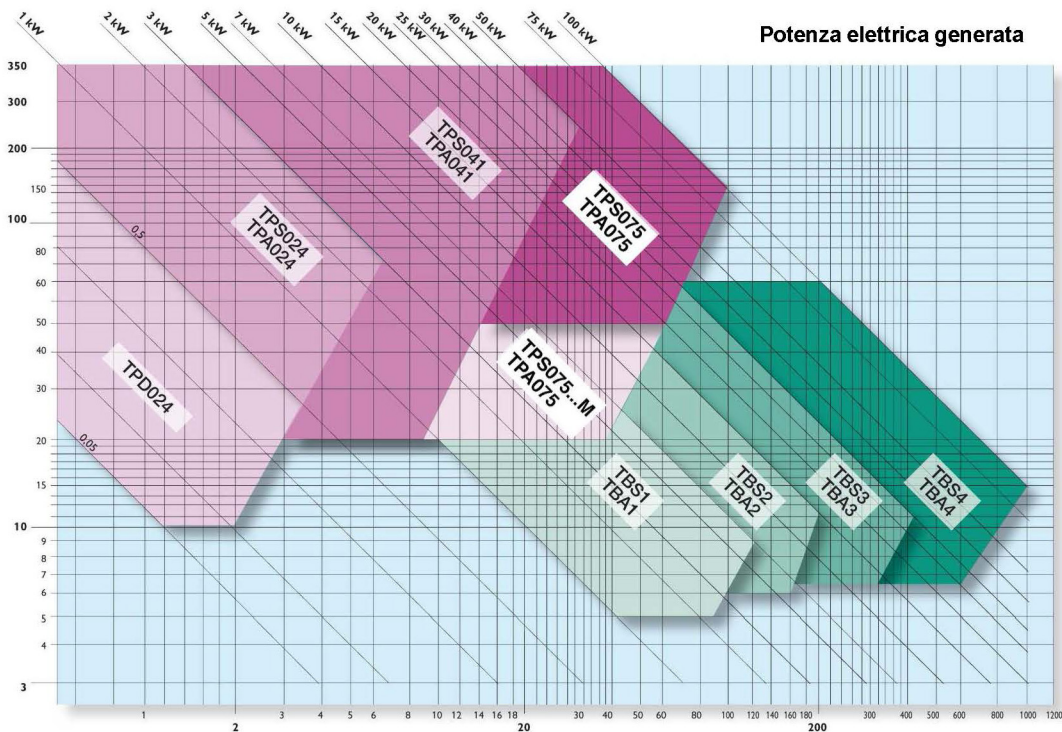 1 kW 2 kW 3 kW 5 kW 7 kW 10 kW 15 kW 20 kW 25 kW 30 kW 40 kW 50 kW 75 kW 100 kW
Potenza elettrica generata
350
300
200
150
100
80
60
50
40
30
20
15
10
9
8
7
6
5
4
3
0.5
0.05
TPS041
TPA041
TPS075
TPA075
TPS024
TPA024
TPD024
TPS075...M
TPA075
TBS1
TBA1
TBS2
TBA2
TBS3
TBA3
TBS4
TBA4
1 2 3 4 5 6 8 10 12 14 16 18 20 30 40 50 60 80 100 120 140 160 180 200 300 400 500 600 800 1000 1200